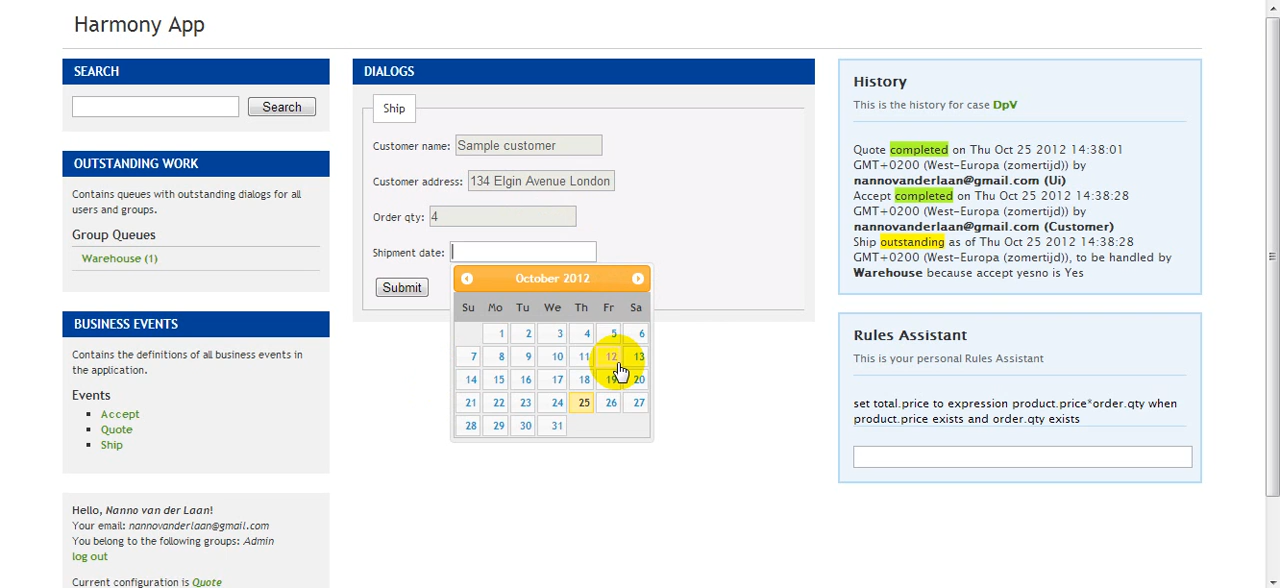 Harmony App
SEARCH
Search
OUTSTANDING WORK
Contains queues with outstanding dialogs for all
users and groups.
Group Queues
Warehouse (1)
BUSINESS EVENTS
Contains the definitions of all business events in
the application.
Events
Accept
Quote
Ship
Hello, Nanno van der Laan!
Your email: nannovanderlaan@gmail.com
You belong to the following groups: Admin
log out
Current configuration is Quote
DIALOGS
Ship
Customer name: Sample customer
Customer address: 134 Elgin Avenue London
Order qty: 4
Shipment date:
Submit
October 2012
Su Mo Tu We Th Fr Sa
1 2 3 4 5 6
7 8 9 10 11 12 13
14 15 16 17 18 19 20
21 22 23 24 25 26 27
28 29 30 31
History
This is the history for case DpV
Quote completed on Thu Oct 25 2012 14:38:01
GMT+0200 (West-Europa (zomertijd)) by
nannovanderlaan@gmail.com (Ui)
Accept completed on Thu Oct 25 2012 14:38:28
GMT+0200 (West-Europa (zomertijd)) by
nannovanderlaan@gmail.com (Customer)
Ship outstanding as of Thu Oct 25 2012 14:38:28
GMT+0200 (West-Europa (zomertijd)), to be handled by
Warehouse because accept yesno is Yes
Rules Assistant
This is your personal Rules Assistant
set total.price to expression product.price*order.qty when
product.price exists and order.qty exists